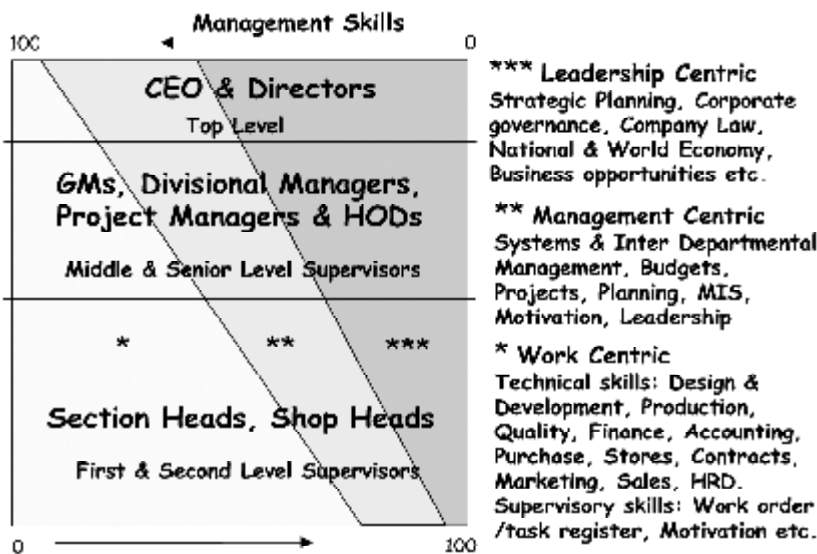 Management Skills
100
0
CEO & Directors
Top Level
GMs, Divisional Managers,
Project Managers & HODs
Middle & Senior Level Supervisors
* ** ***
Section Heads, Shop Heads
First & Second Level Supervisors
0
100
*** Leadership Centric
Strategic Planning, Corporate
governance, Company Law,
National & World Economy,
Business opportunities etc.
** Management Centric
Systems & Inter Departmental
Management, Budgets,
Projects, Planning, MIS,
Motivation, Leadership
* Work Centric
Technical skills: Design &
Development, Production,
Quality, Finance, Accounting,
Purchase, Stores, Contracts,
Marketing, Sales, HRD.
Supervisory skills: Work order
/task register, Motivation etc.